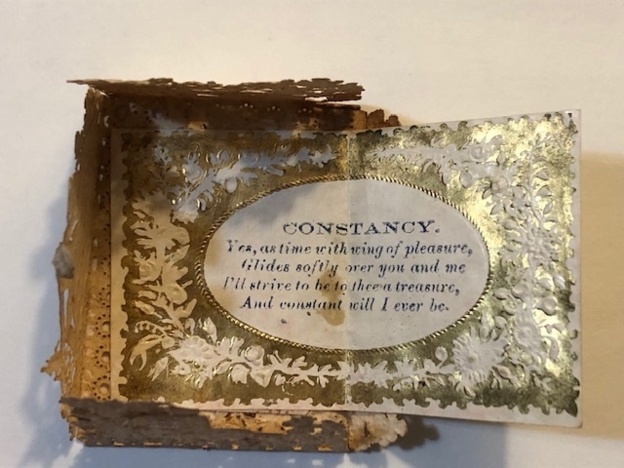 CONSTANCY.
Yes, as time with wing of pleasure,
Glides softly over you and me
I'll strive to be to thee a treasure,
And constant will I ever be.